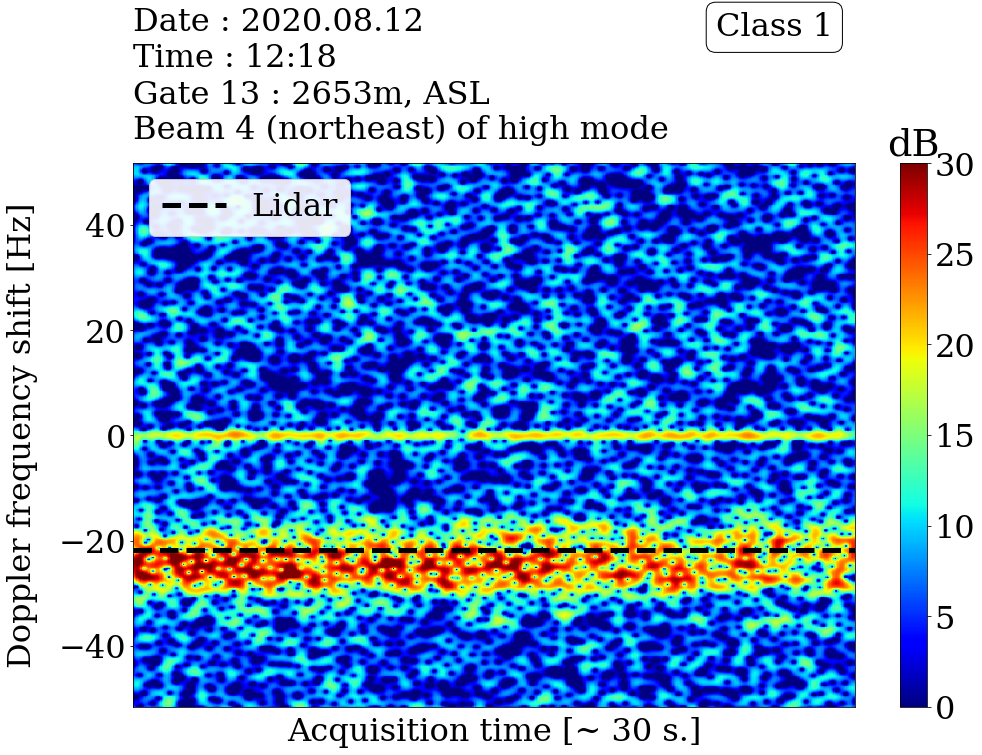 Date : 2020.08.12
Time : 12:18
Gate 13 : 2653m, ASL
Beam 4 (northeast) of high mode
Class 1
dB
Lidar
Doppler frequency shift [Hz]
40
20
0
−20
−40
Acquisition time [~ 30 s.]
30
25
20
15
10
5
0